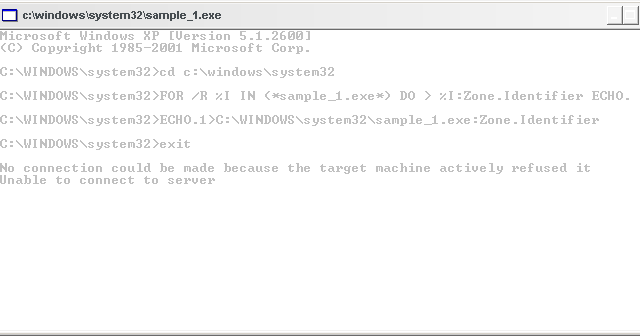 c:\windows\system32\sample_1.exe
Microsoft Windows XP [Version 5.1.2600]
(C) Copyright 1985-2001 Microsoft Corp.
C:\WINDOWS\system32>cd c:\windows\system32
C:\WINDOWS\system32>FOR /R %I IN (*sample_1.exe*) DO > %I:Zone.Identifier ECHO.
C:\WINDOWS\system32>ECHO.1>C:\WINDOWS\system32\sample_1.exe:Zone.Identifier
C:\WINDOWS\system32>exit
No connection could be made because the target machine actively refused it
Unable to connect to server